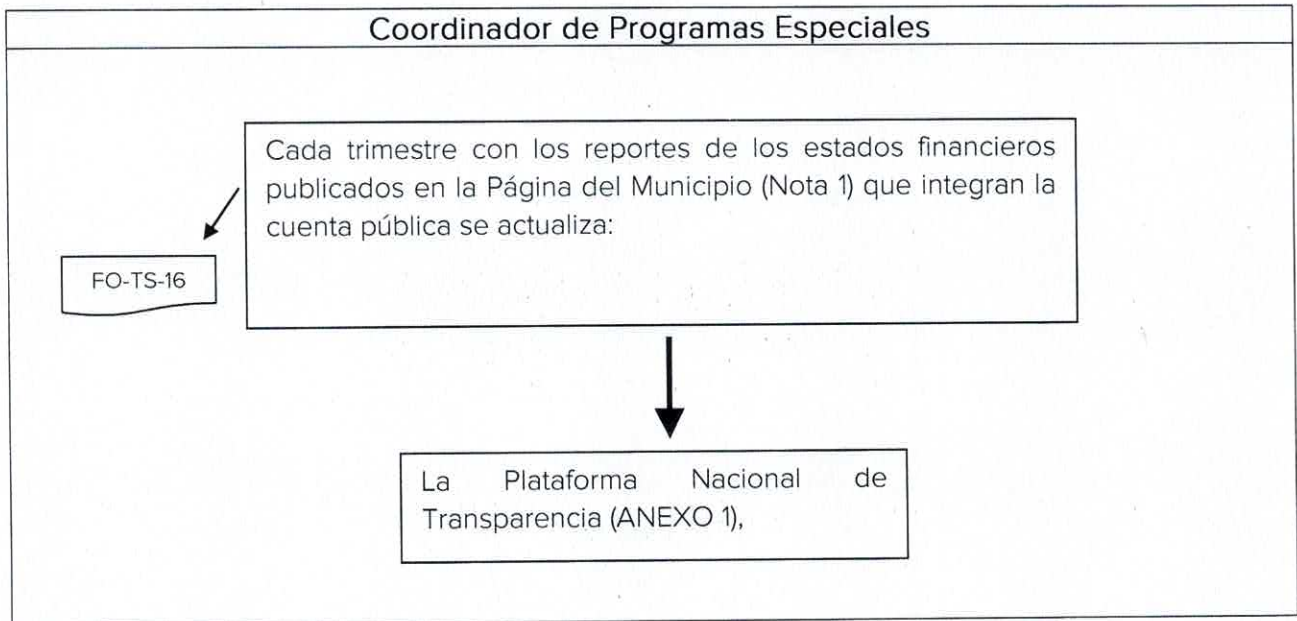 Coordinador de Programas Especiales
Cada trimestre con los reportes de los estados financieros
publicados en la Página del Municipio (Nota 1) que integran la
cuenta pública se actualiza:
FO-TS-16
La Plataforma Nacional de
Transparencia (ANEXO 1),